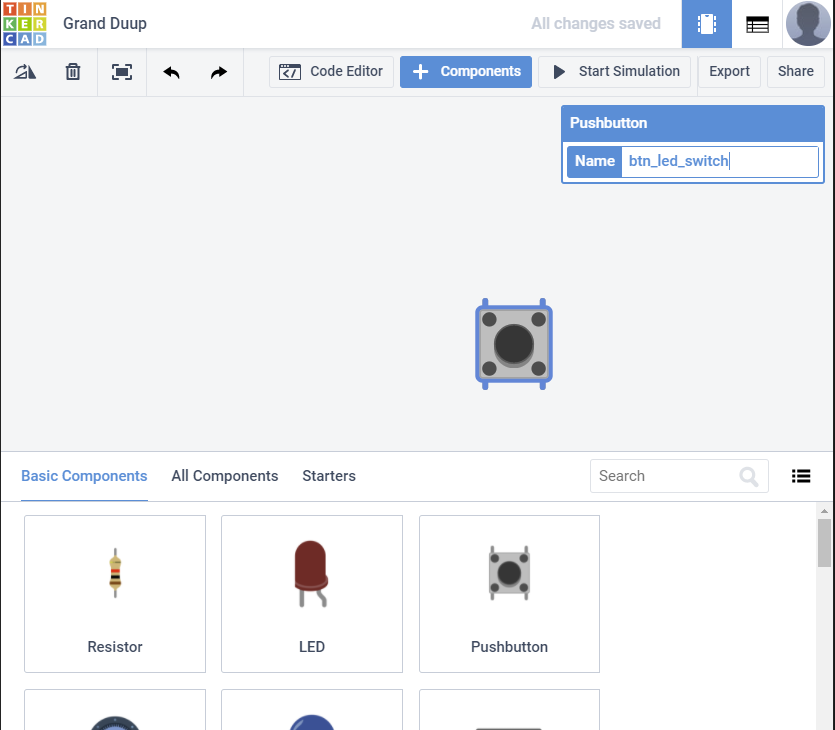 TIN
KER
CAD
Grand Duup
All changes saved
Code Editor
Components
Start Simulation
Export
Share
Pushbutton
Name
btn_led_switch
Basic Components
All Components
Starters
Search
Resistor
LED
Pushbutton